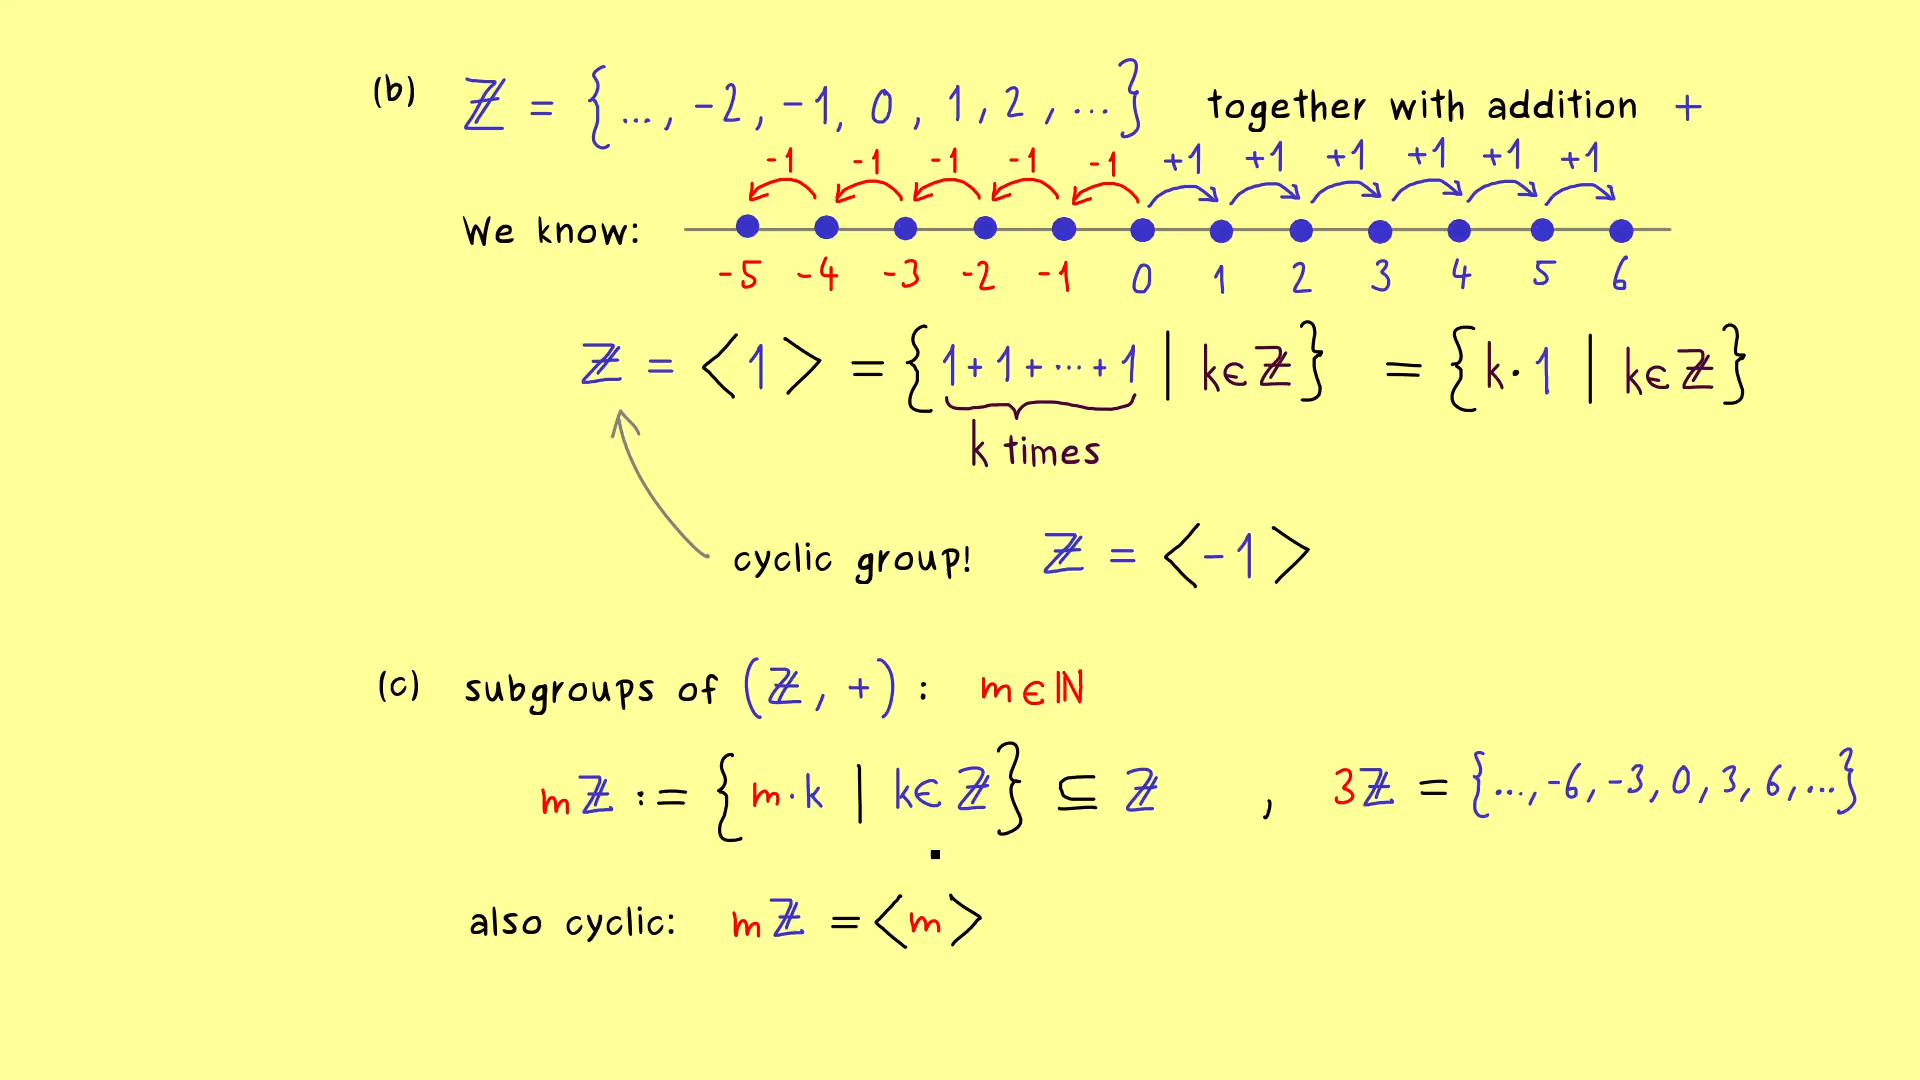 (b) ℤ = {..., -2, -1, 0, 1, 2, ...} together with addition +
-1 -1 -1 -1 -1 +1 +1 +1 +1 +1 +1
We know:
-5 -4 -3 -2 -1 0 1 2 3 4 5 6
ℤ = <1> = {1 + 1 + ... + 1 | k ∈ ℤ} = {k · 1 | k ∈ ℤ}
k times
cyclic group! ℤ = <-1>
(c) subgroups of (ℤ, +) : m ∈ ℕ
mℤ := {m · k | k ∈ ℤ} ⊆ ℤ , 3ℤ = {..., -6, -3, 0, 3, 6, ...}
also cyclic: mℤ = <m>